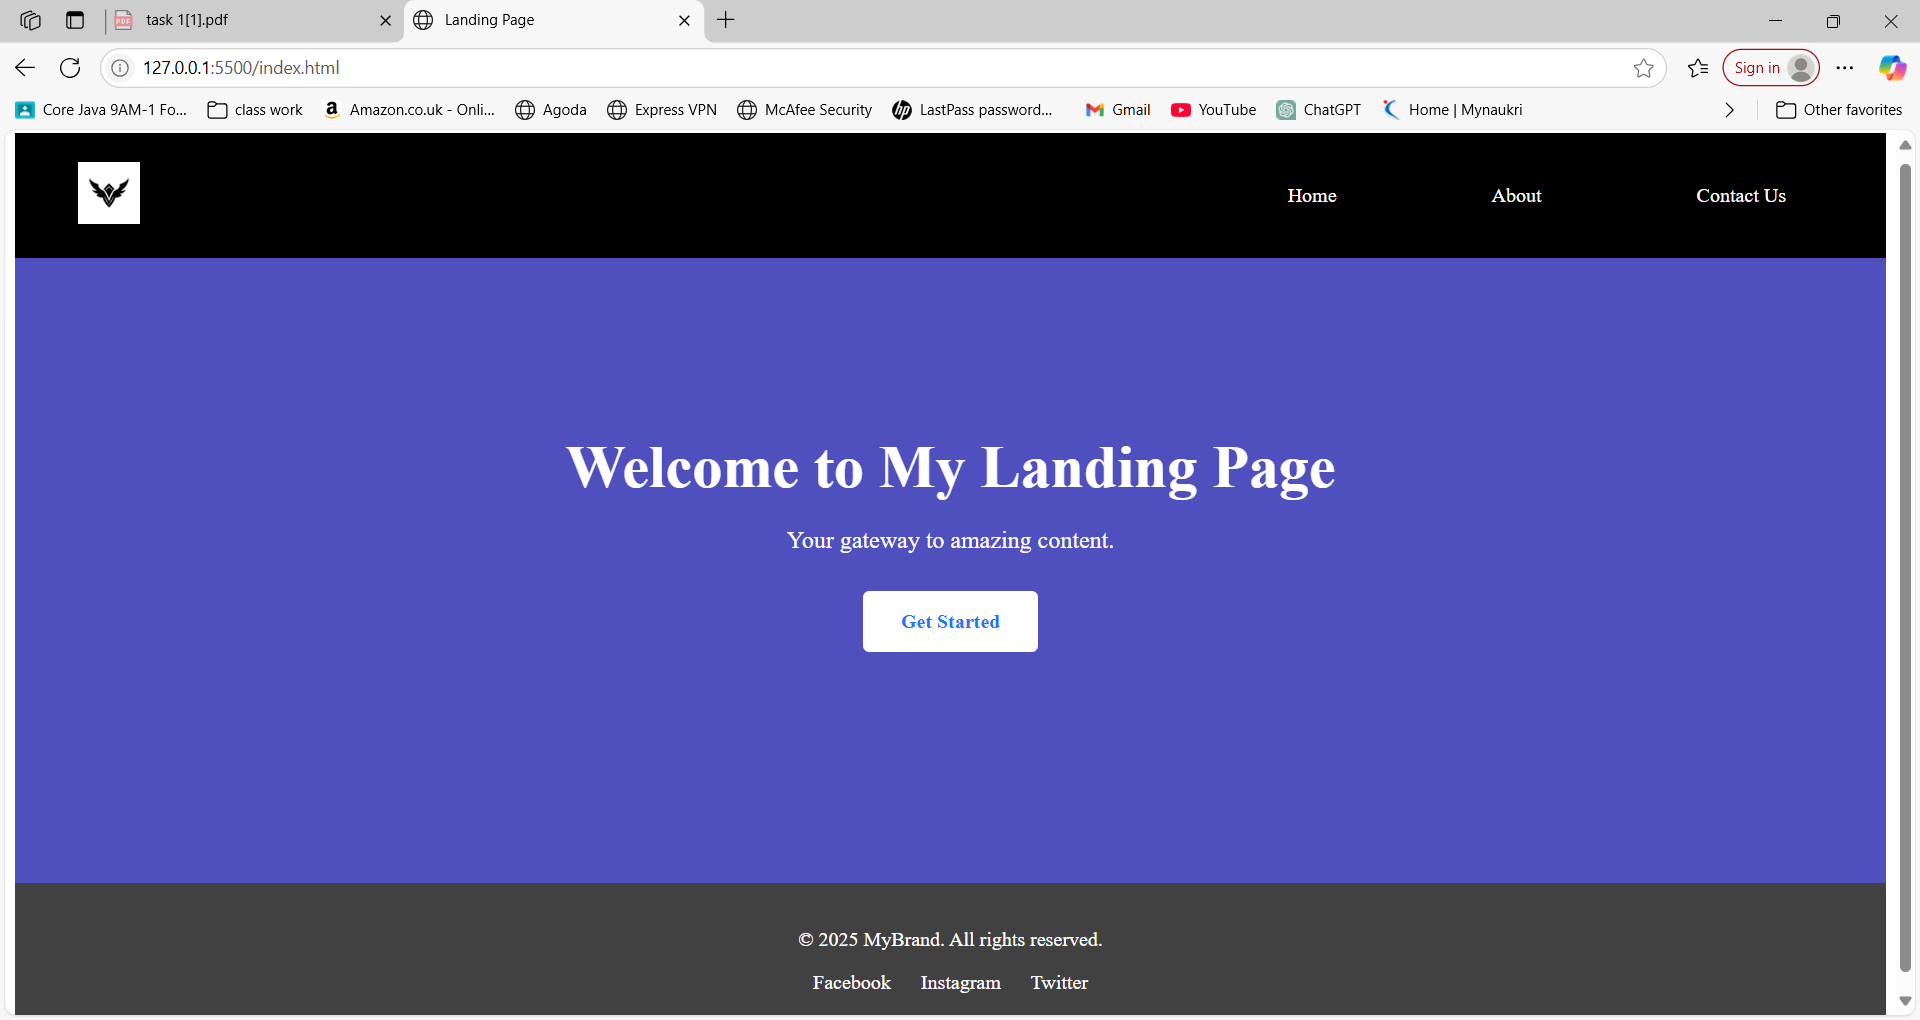 task 1[1].pdf
Landing Page
127.0.0.1:5500/index.html
Sign in
Core Java 9AM-1 Fo...
class work
Amazon.co.uk - Onli...
Agoda
Express VPN
McAfee Security
LastPass password...
Gmail
YouTube
ChatGPT
Home | Mynaukri
Other favorites
Home
About
Contact Us
Welcome to My Landing Page
Your gateway to amazing content.
Get Started
© 2025 MyBrand. All rights reserved.
Facebook Instagram Twitter